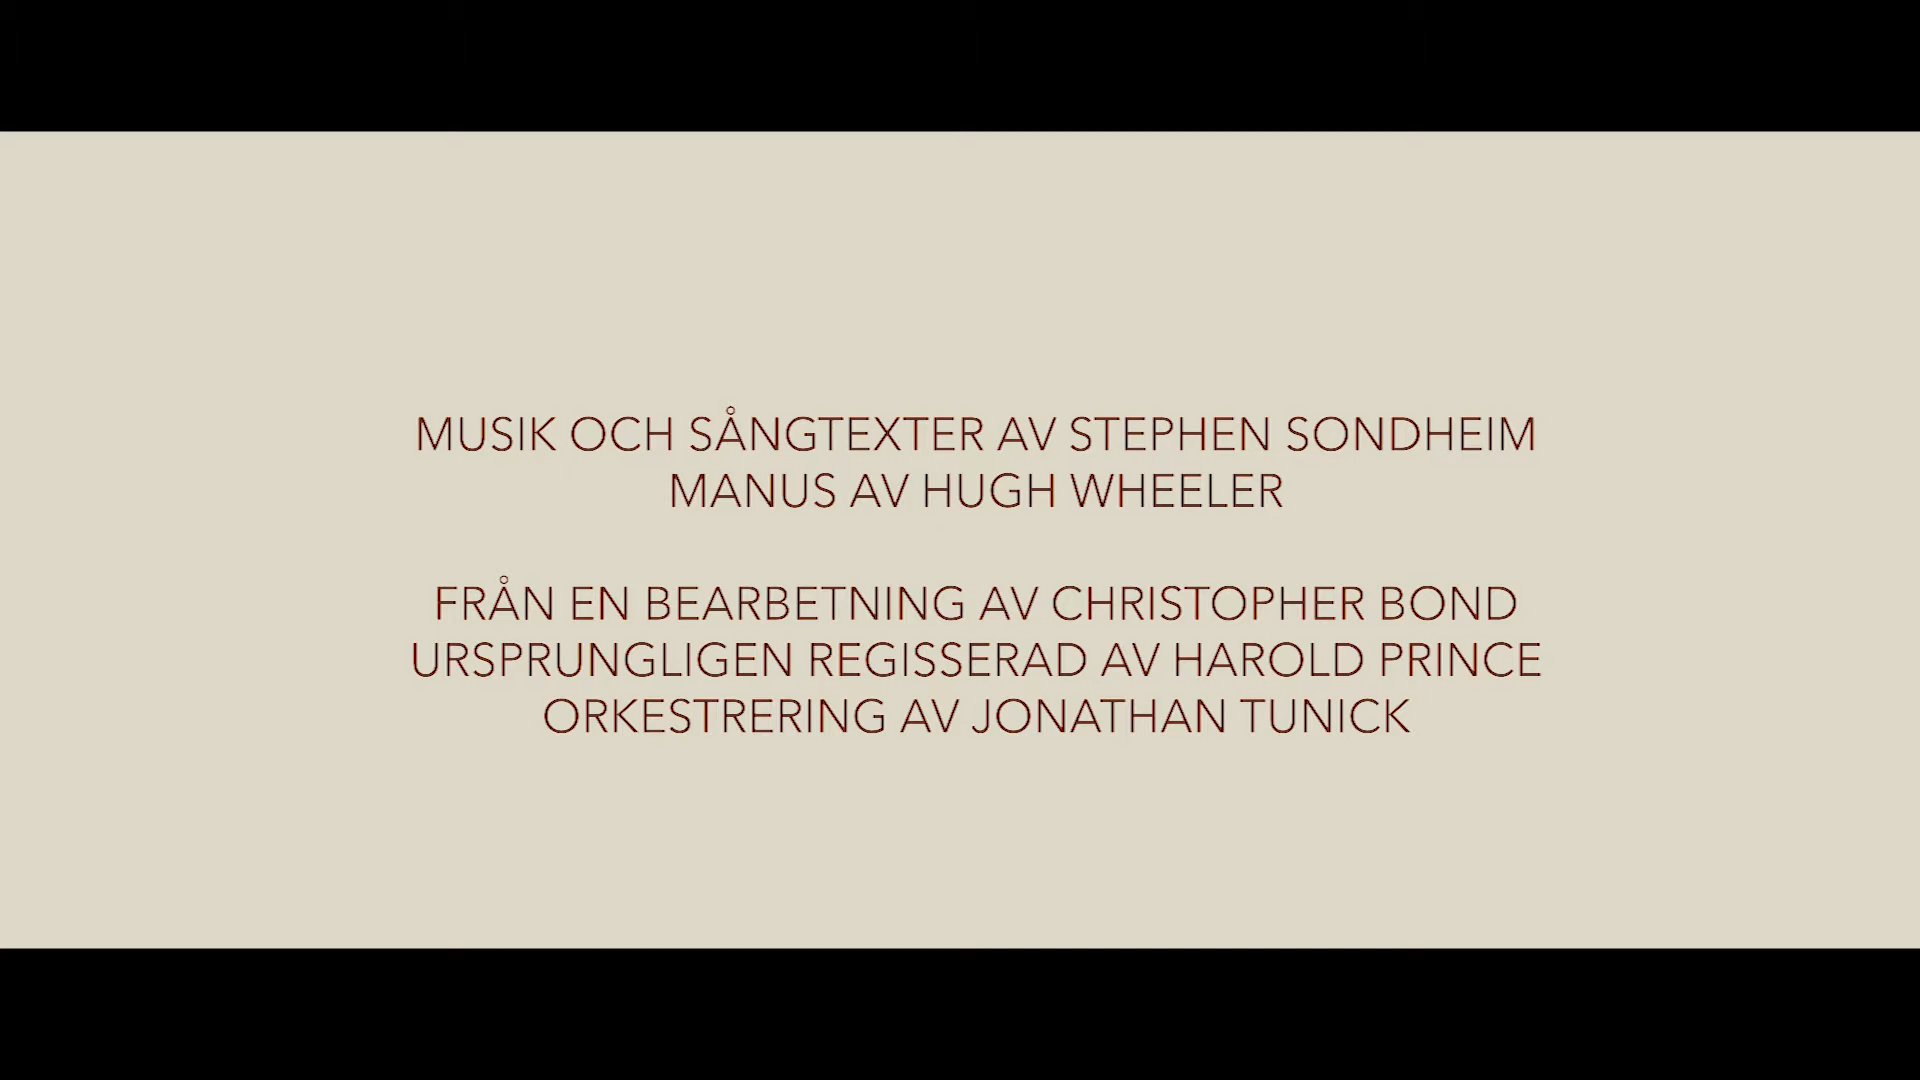 MUSIK OCH SÅNGTEXTER AV STEPHEN SONDHEIM
MANUS AV HUGH WHEELER
FRÅN EN BEARBETNING AV CHRISTOPHER BOND
URSPRUNGLIGEN REGISSERAD AV HAROLD PRINCE
ORKESTRERING AV JONATHAN TUNICK